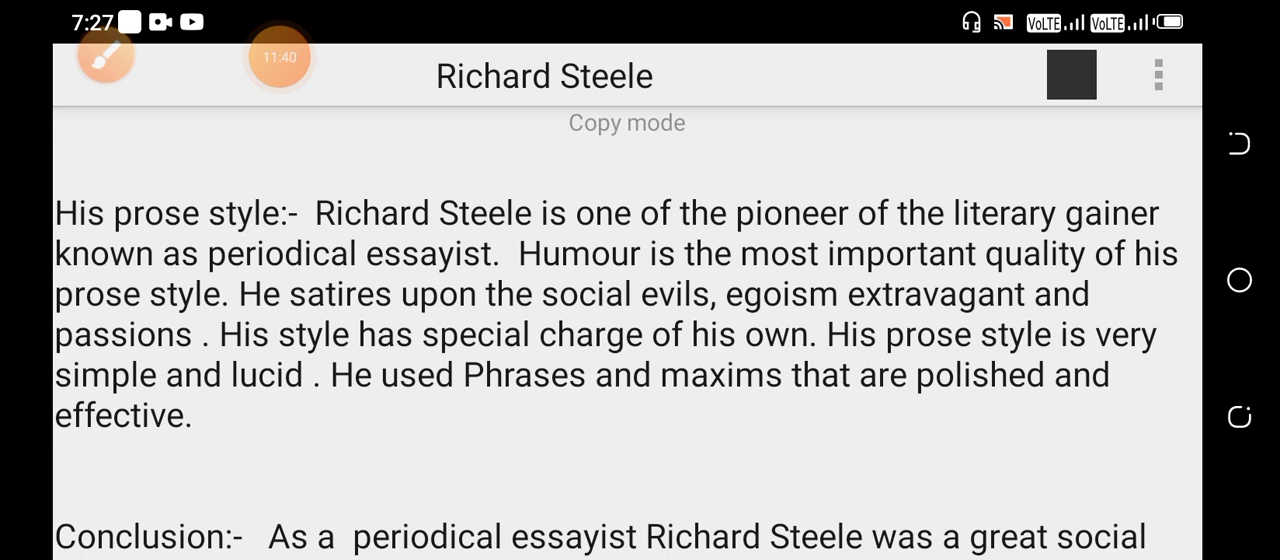 7:27
VoLTE VoLTE
11:40
Richard Steele
Copy mode
His prose style:-  Richard Steele is one of the pioneer of the literary gainer
known as periodical essayist.  Humour is the most important quality of his
prose style. He satires upon the social evils, egoism extravagant and
passions . His style has special charge of his own. His prose style is very
simple and lucid . He used Phrases and maxims that are polished and
effective.
Conclusion:-   As a  periodical essayist Richard Steele was a great social